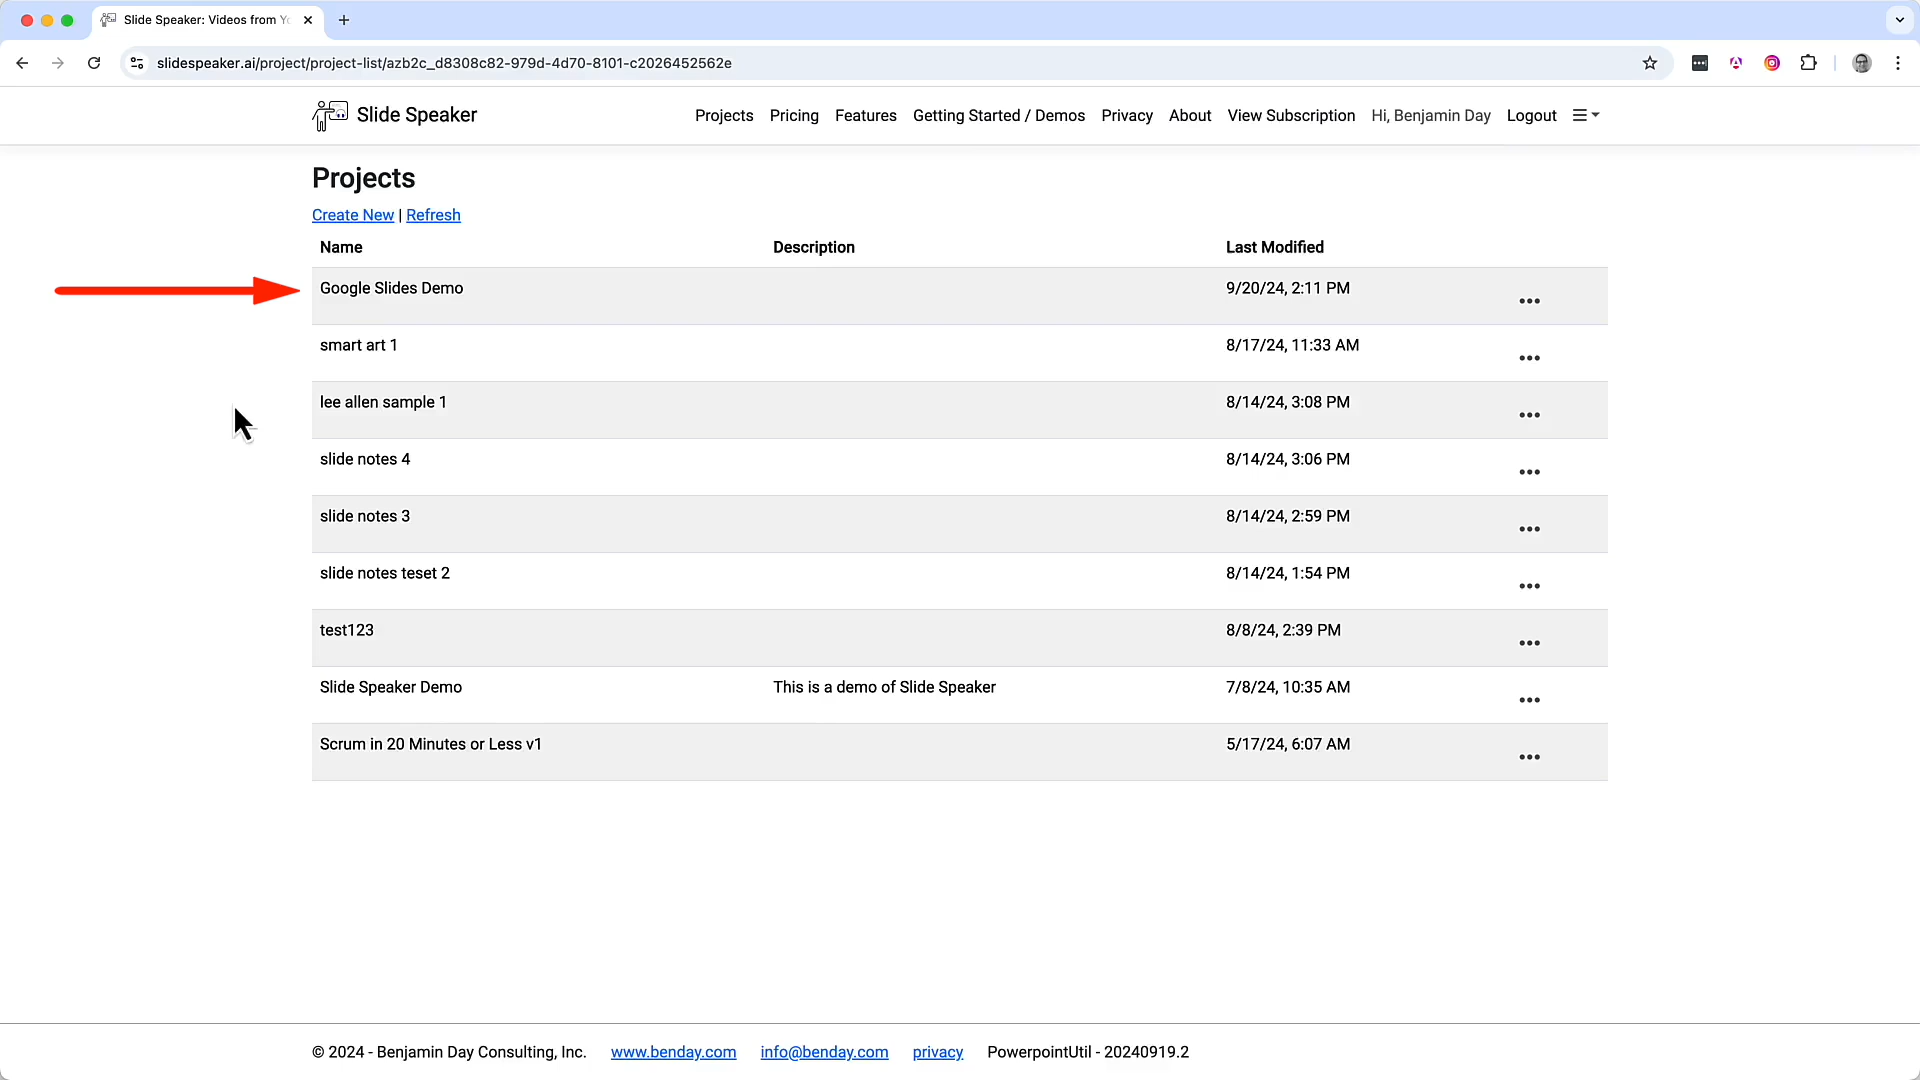 Slide Speaker: Videos from Yo
slidespeaker.ai/project/project-list/azb2c_d8308c82-979d-4d70-8101-c2026452562e
Slide Speaker Projects Pricing Features Getting Started / Demos Privacy About View Subscription Hi, Benjamin Day Logout
Projects
Create New | Refresh
Name Description Last Modified
Google Slides Demo 9/20/24, 2:11 PM
smart art 1 8/17/24, 11:33 AM
lee allen sample 1 8/14/24, 3:08 PM
slide notes 4 8/14/24, 3:06 PM
slide notes 3 8/14/24, 2:59 PM
slide notes teset 2 8/14/24, 1:54 PM
test123 8/8/24, 2:39 PM
Slide Speaker Demo This is a demo of Slide Speaker 7/8/24, 10:35 AM
Scrum in 20 Minutes or Less v1 5/17/24, 6:07 AM
© 2024 - Benjamin Day Consulting, Inc. www.benday.com info@benday.com privacy PowerpointUtil - 20240919.2